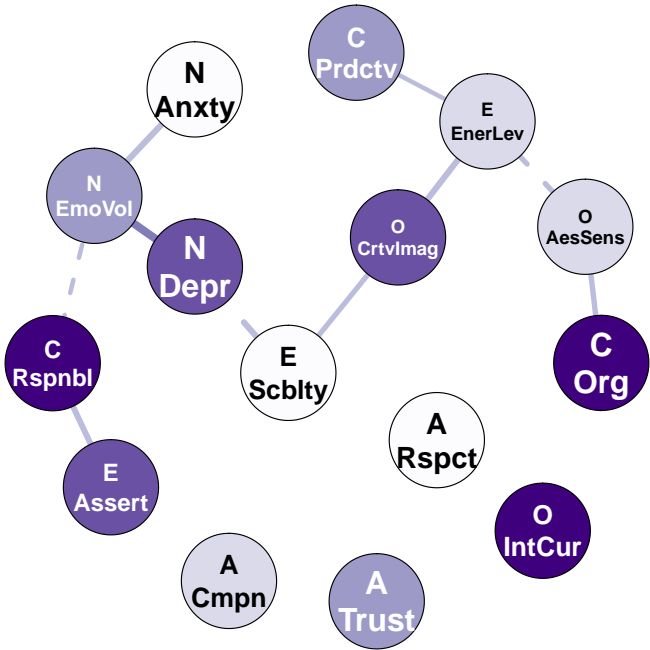 C
Prdctv
N
Anxty
E
EnerLev
N
EmoVol
O
CrtvImag
O
AesSens
N
Depr
C
Rspnbl
E
Scblty
C
Org
A
Rspct
E
Assert
O
IntCur
A
Cmpn
A
Trust